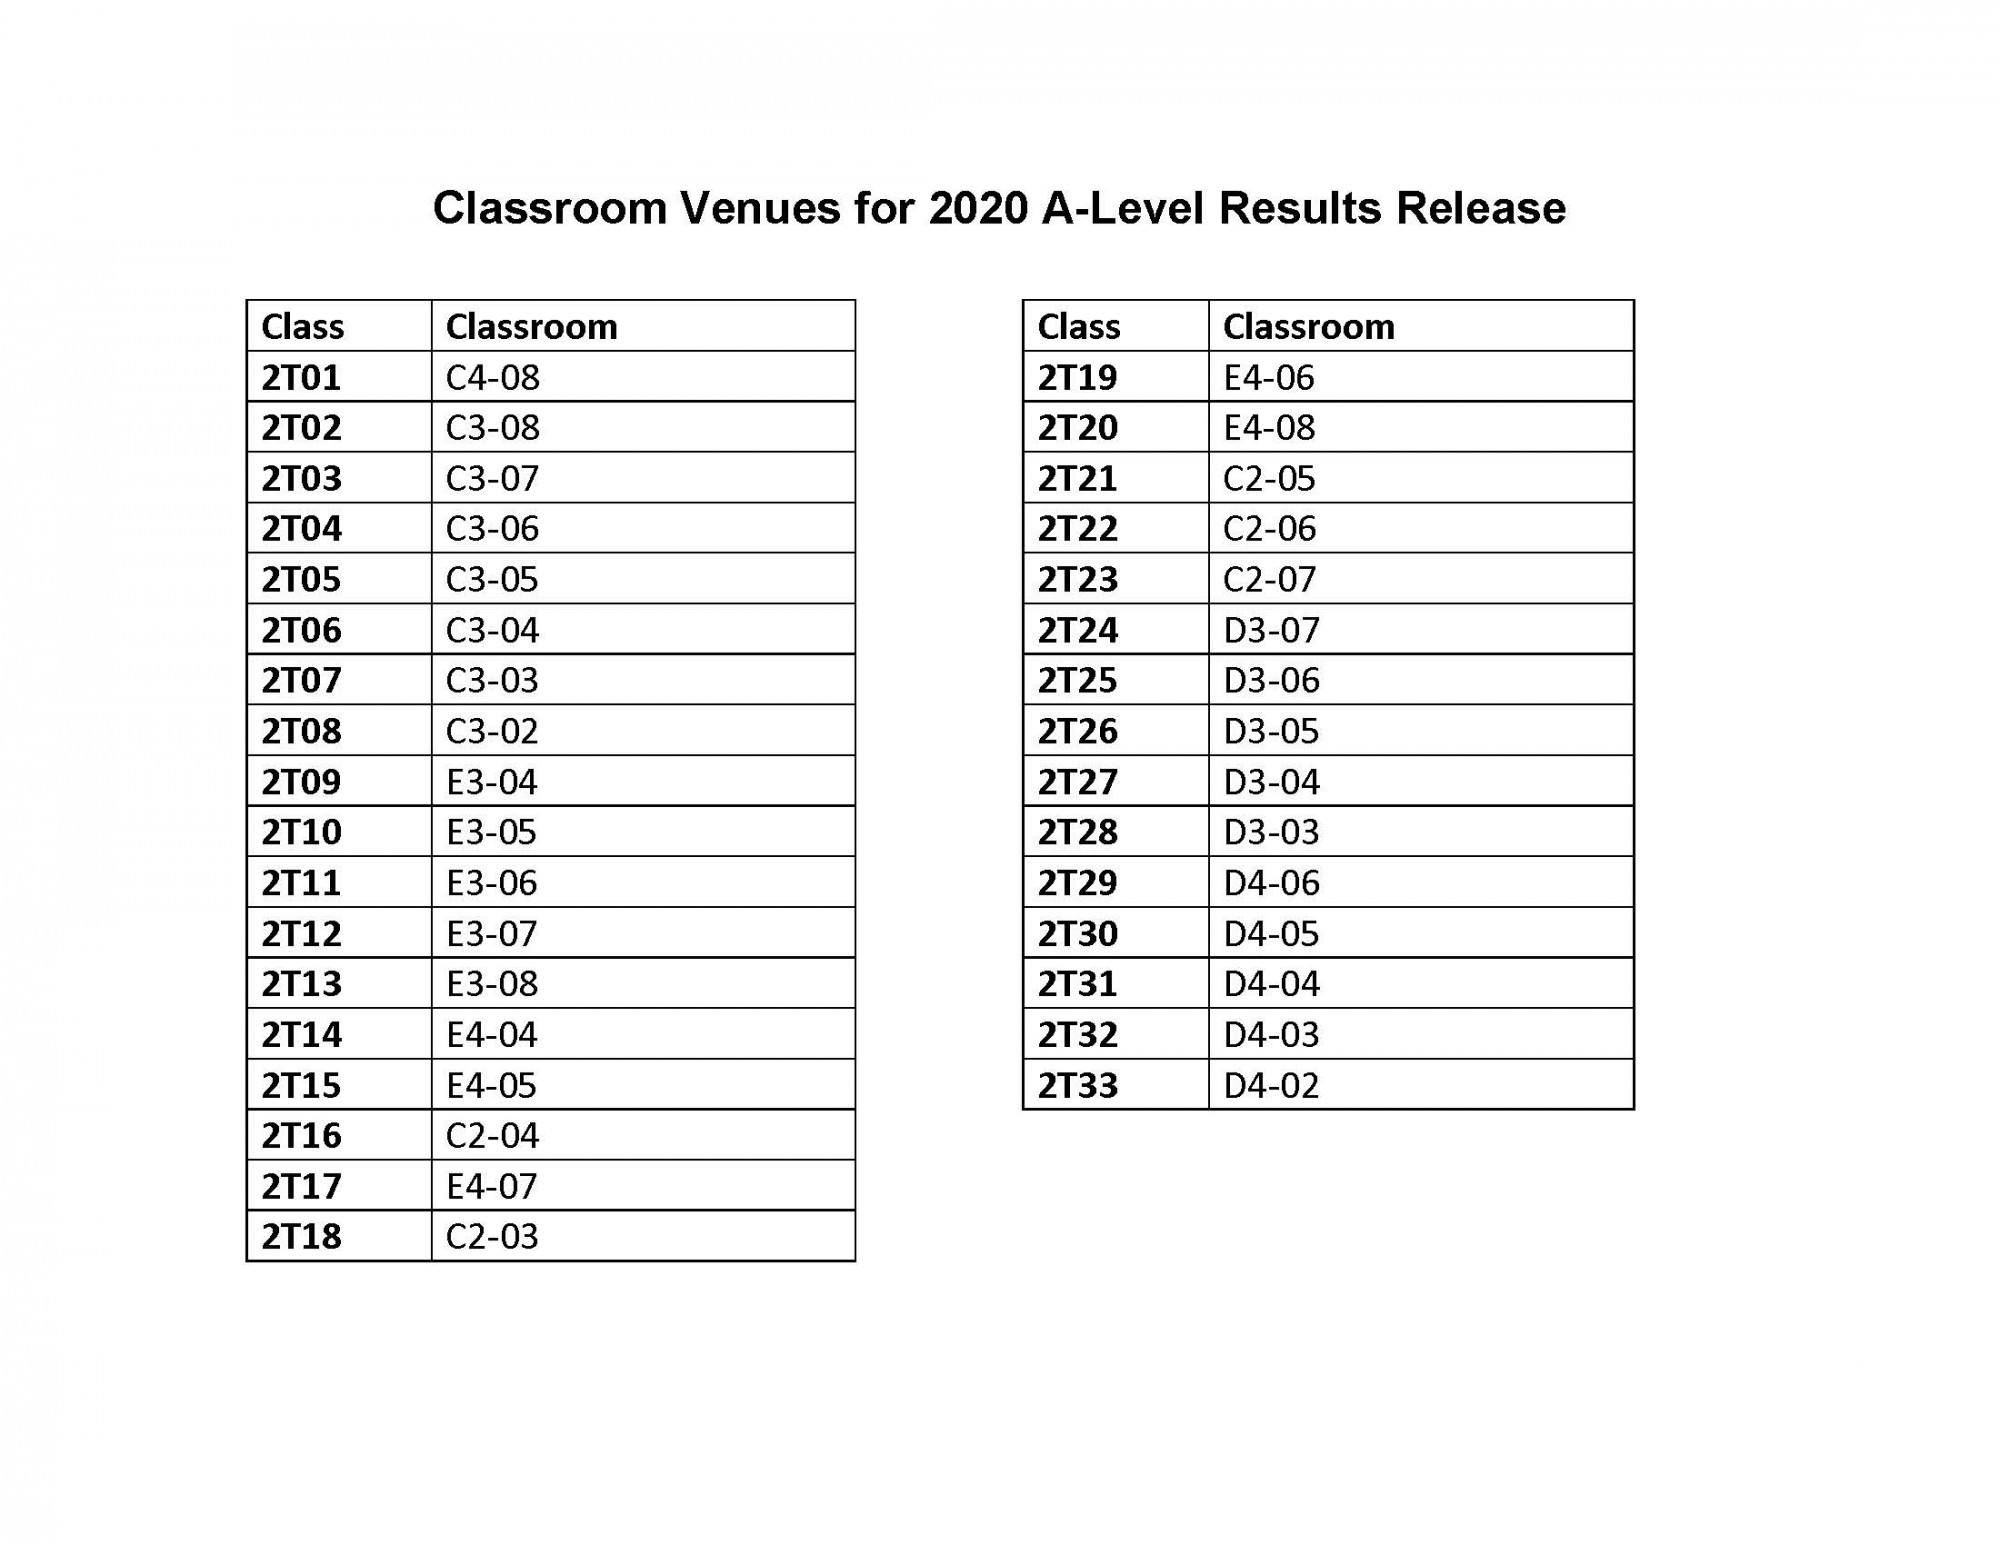 Classroom Venues for 2020 A-Level Results Release
Class Classroom
2T01 C4-08
2T02 C3-08
2T03 C3-07
2T04 C3-06
2T05 C3-05
2T06 C3-04
2T07 C3-03
2T08 C3-02
2T09 E3-04
2T10 E3-05
2T11 E3-06
2T12 E3-07
2T13 E3-08
2T14 E4-04
2T15 E4-05
2T16 C2-04
2T17 E4-07
2T18 C2-03
Class Classroom
2T19 E4-06
2T20 E4-08
2T21 C2-05
2T22 C2-06
2T23 C2-07
2T24 D3-07
2T25 D3-06
2T26 D3-05
2T27 D3-04
2T28 D3-03
2T29 D4-06
2T30 D4-05
2T31 D4-04
2T32 D4-03
2T33 D4-02